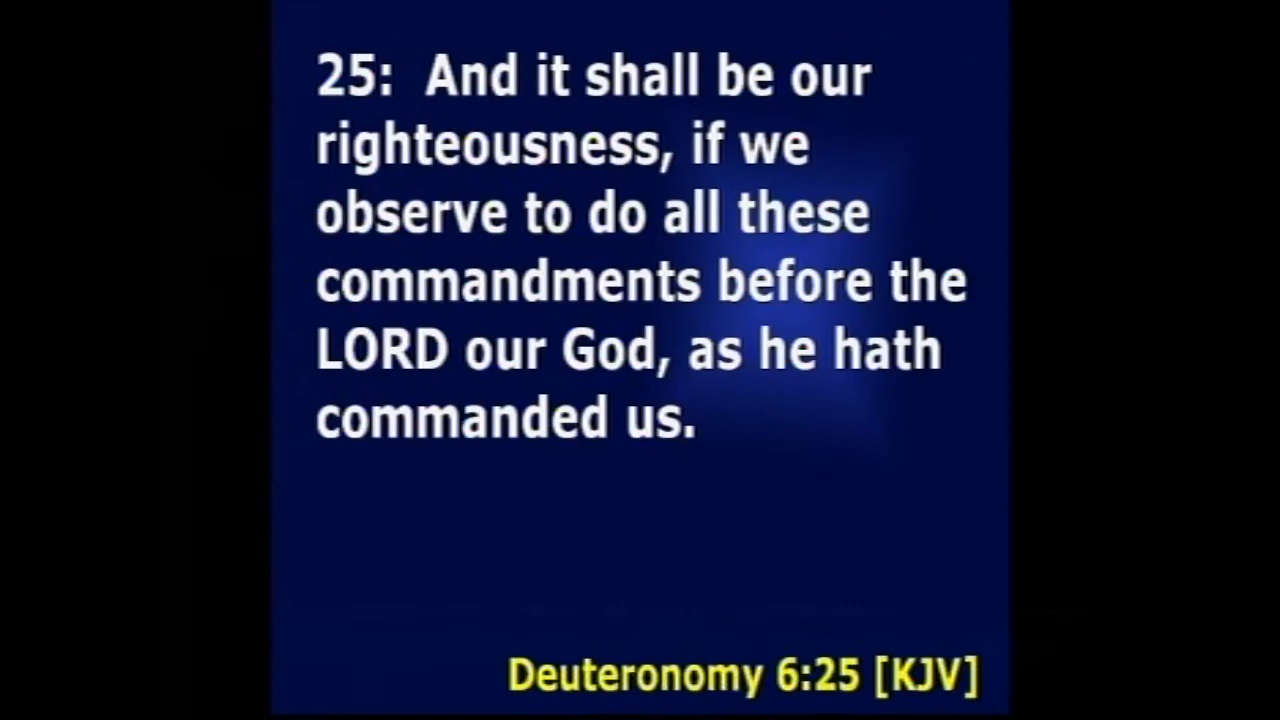 25: And it shall be our
righteousness, if we
observe to do all these
commandments before the
LORD our God, as he hath
commanded us.
Deuteronomy 6:25 [KJV]